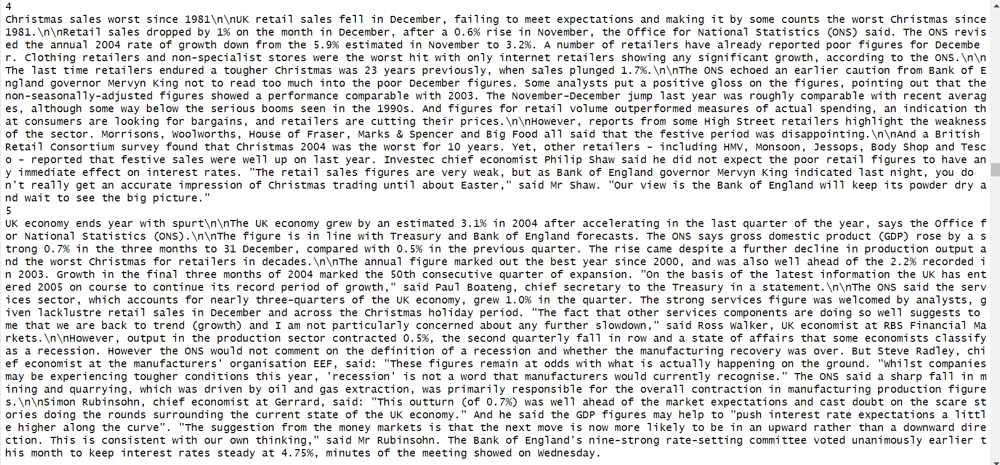 4
Christmas sales worst since 1981\n\nUK retail sales fell in December, failing to meet expectations and making it by some counts the worst Christmas since
1981.\n\nRetail sales dropped by 1% on the month in December, after a 0.6% rise in November, the Office for National Statistics (ONS) said. The ONS revis
ed the annual 2004 rate of growth down from the 5.9% estimated in November to 3.2%. A number of retailers have already reported poor figures for Decembe
r. Clothing retailers and non-specialist stores were the worst hit with only internet retailers showing any significant growth, according to the ONS.\n\n
The last time retailers endured a tougher Christmas was 23 years previously, when sales plunged 1.7%.\n\nThe ONS echoed an earlier caution from Bank of E
ngland governor Mervyn King not to read too much into the poor December figures. Some analysts put a positive gloss on the figures, pointing out that the
non-seasonally-adjusted figures showed a performance comparable with 2003. The November-December jump last year was roughly comparable with recent averag
es, although some way below the serious booms seen in the 1990s. And figures for retail volume outperformed measures of actual spending, an indication th
at consumers are looking for bargains, and retailers are cutting their prices.\n\nHowever, reports from some High Street retailers highlight the weakness
of the sector. Morrisons, Woolworths, House of Fraser, Marks & Spencer and Big Food all said that the festive period was disappointing.\n\nAnd a British
Retail Consortium survey found that Christmas 2004 was the worst for 10 years. Yet, other retailers - including HMV, Monsoon, Jessops, Body Shop and Tesc
o - reported that festive sales were well up on last year. Investec chief economist Philip Shaw said he did not expect the poor retail figures to have an
y immediate effect on interest rates. "The retail sales figures are very weak, but as Bank of England governor Mervyn King indicated last night, you do
n't really get an accurate impression of Christmas trading until about Easter," said Mr Shaw. "Our view is the Bank of England will keep its powder dry a
nd wait to see the big picture."
5
UK economy ends year with spurt\n\nThe UK economy grew by an estimated 3.1% in 2004 after accelerating in the last quarter of the year, says the Office f
or National Statistics (ONS).\n\nThe figure is in line with Treasury and Bank of England forecasts. The ONS says gross domestic product (GDP) rose by a s
trong 0.7% in the three months to 31 December, compared with 0.5% in the previous quarter. The rise came despite a further decline in production output a
nd the worst Christmas for retailers in decades.\n\nThe annual figure marked out the best year since 2000, and was also well ahead of the 2.2% recorded i
n 2003. Growth in the final three months of 2004 marked the 50th consecutive quarter of expansion. "On the basis of the latest information the UK has ent
ered 2005 on course to continue its record period of growth," said Paul Boateng, chief secretary to the Treasury in a statement.\n\nThe ONS said the serv
ices sector, which accounts for nearly three-quarters of the UK economy, grew 1.0% in the quarter. The strong services figure was welcomed by analysts, g
iven lacklustre retail sales in December and across the Christmas holiday period. "The fact that other services components are doing so well suggests to
me that we are back to trend (growth) and I am not particularly concerned about any further slowdown," said Ross Walker, UK economist at RBS Financial Ma
rkets.\n\nHowever, output in the production sector contracted 0.5%, the second quarterly fall in row and a state of affairs that some economists classify
as a recession. However the ONS would not comment on the definition of a recession and whether the manufacturing recovery was over. But Steve Radley, chi
ef economist at the manufacturers' organisation EEF, said: "These figures remain at odds with what is actually happening on the ground. "Whilst companies
may be experiencing tougher conditions this year, 'recession' is not a word that manufacturers would currently recognise." The ONS said a sharp fall in m
ining and quarrying, which was driven by oil and gas extraction, was primarily responsible for the overall contraction in manufacturing production figure
s.\n\nSimon Rubinsohn, chief economist at Gerrard, said: "This outturn (of 0.7%) was well ahead of the market expectations and cast doubt on the scare st
ories doing the rounds surrounding the current state of the UK economy." And he said the GDP figures may help to "push interest rate expectations a littl
e higher along the curve". "The suggestion from the money markets is that the next move is now more likely to be in an upward rather than a downward dire
ction. This is consistent with our own thinking," said Mr Rubinsohn. The Bank of England's nine-strong rate-setting committee voted unanimously earlier t
his month to keep interest rates steady at 4.75%, minutes of the meeting showed on Wednesday.